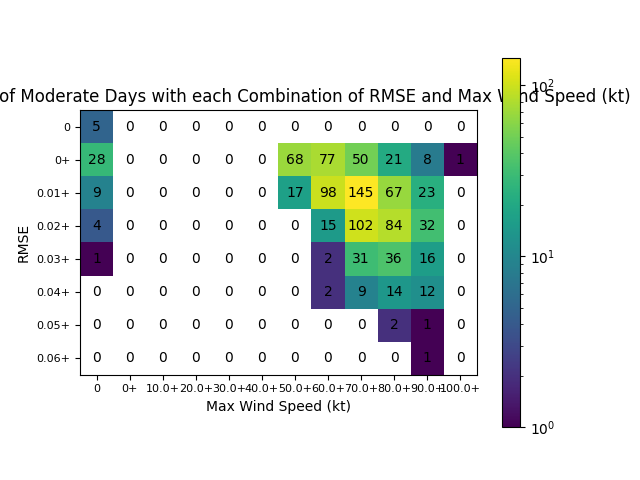 of Moderate Days with each Combination of RMSE and Max Wind Speed (kt)
0 5 0 0 0 0 0 0 0 0 0 0 0
0+ 28 0 0 0 0 0 68 77 50 21 8 1
0.01+ 9 0 0 0 0 0 17 98 145 67 23 0
0.02+ 4 0 0 0 0 0 0 15 102 84 32 0
0.03+ 1 0 0 0 0 0 0 2 31 36 16 0
0.04+ 0 0 0 0 0 0 0 2 9 14 12 0
0.05+ 0 0 0 0 0 0 0 0 0 2 1 0
0.06+ 0 0 0 0 0 0 0 0 0 0 1 0
0 0+ 10.0+ 20.0+ 30.0+ 40.0+ 50.0+ 60.0+ 70.0+ 80.0+ 90.0+ 100.0+
Max Wind Speed (kt)
RMSE
10²
10¹
10⁰